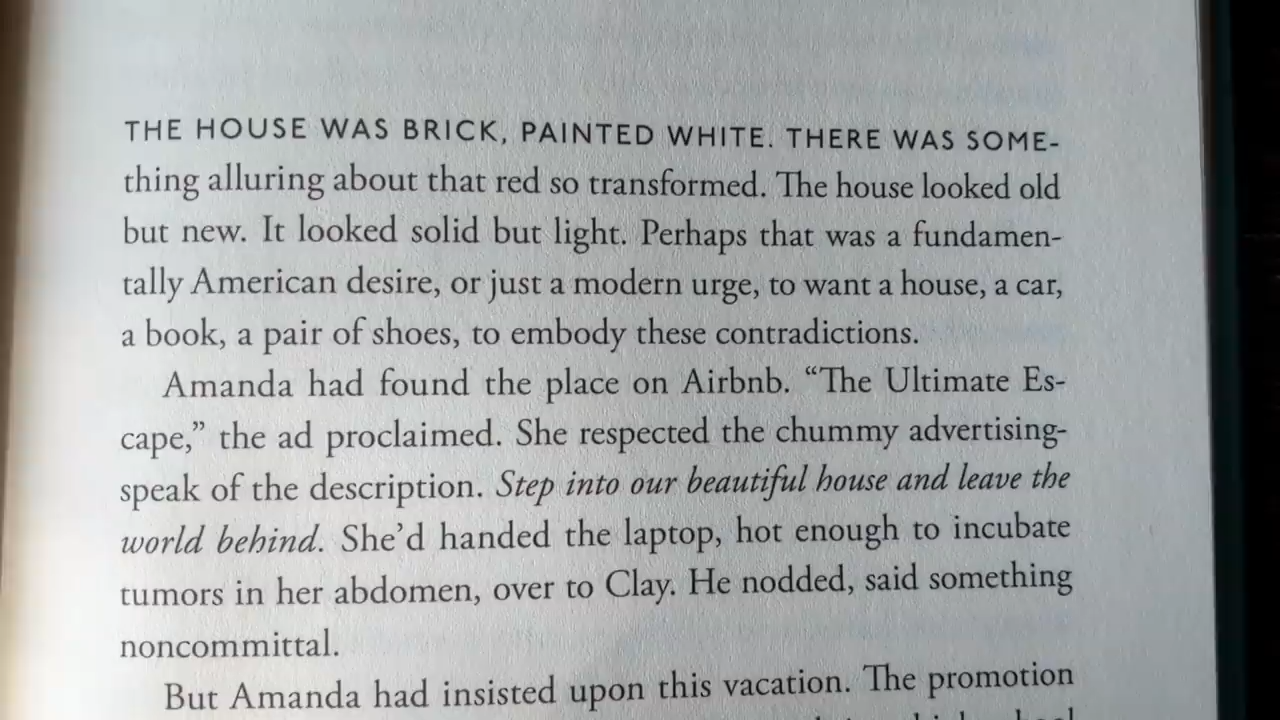 THE HOUSE WAS BRICK, PAINTED WHITE. THERE WAS SOME-
thing alluring about that red so transformed. The house looked old
but new. It looked solid but light. Perhaps that was a fundamen-
tally American desire, or just a modern urge, to want a house, a car,
a book, a pair of shoes, to embody these contradictions.
Amanda had found the place on Airbnb. “The Ultimate Es-
cape,” the ad proclaimed. She respected the chummy advertising-
speak of the description. Step into our beautiful house and leave the
world behind. She’d handed the laptop, hot enough to incubate
tumors in her abdomen, over to Clay. He nodded, said something
noncommittal.
But Amanda had insisted upon this vacation. The promotion